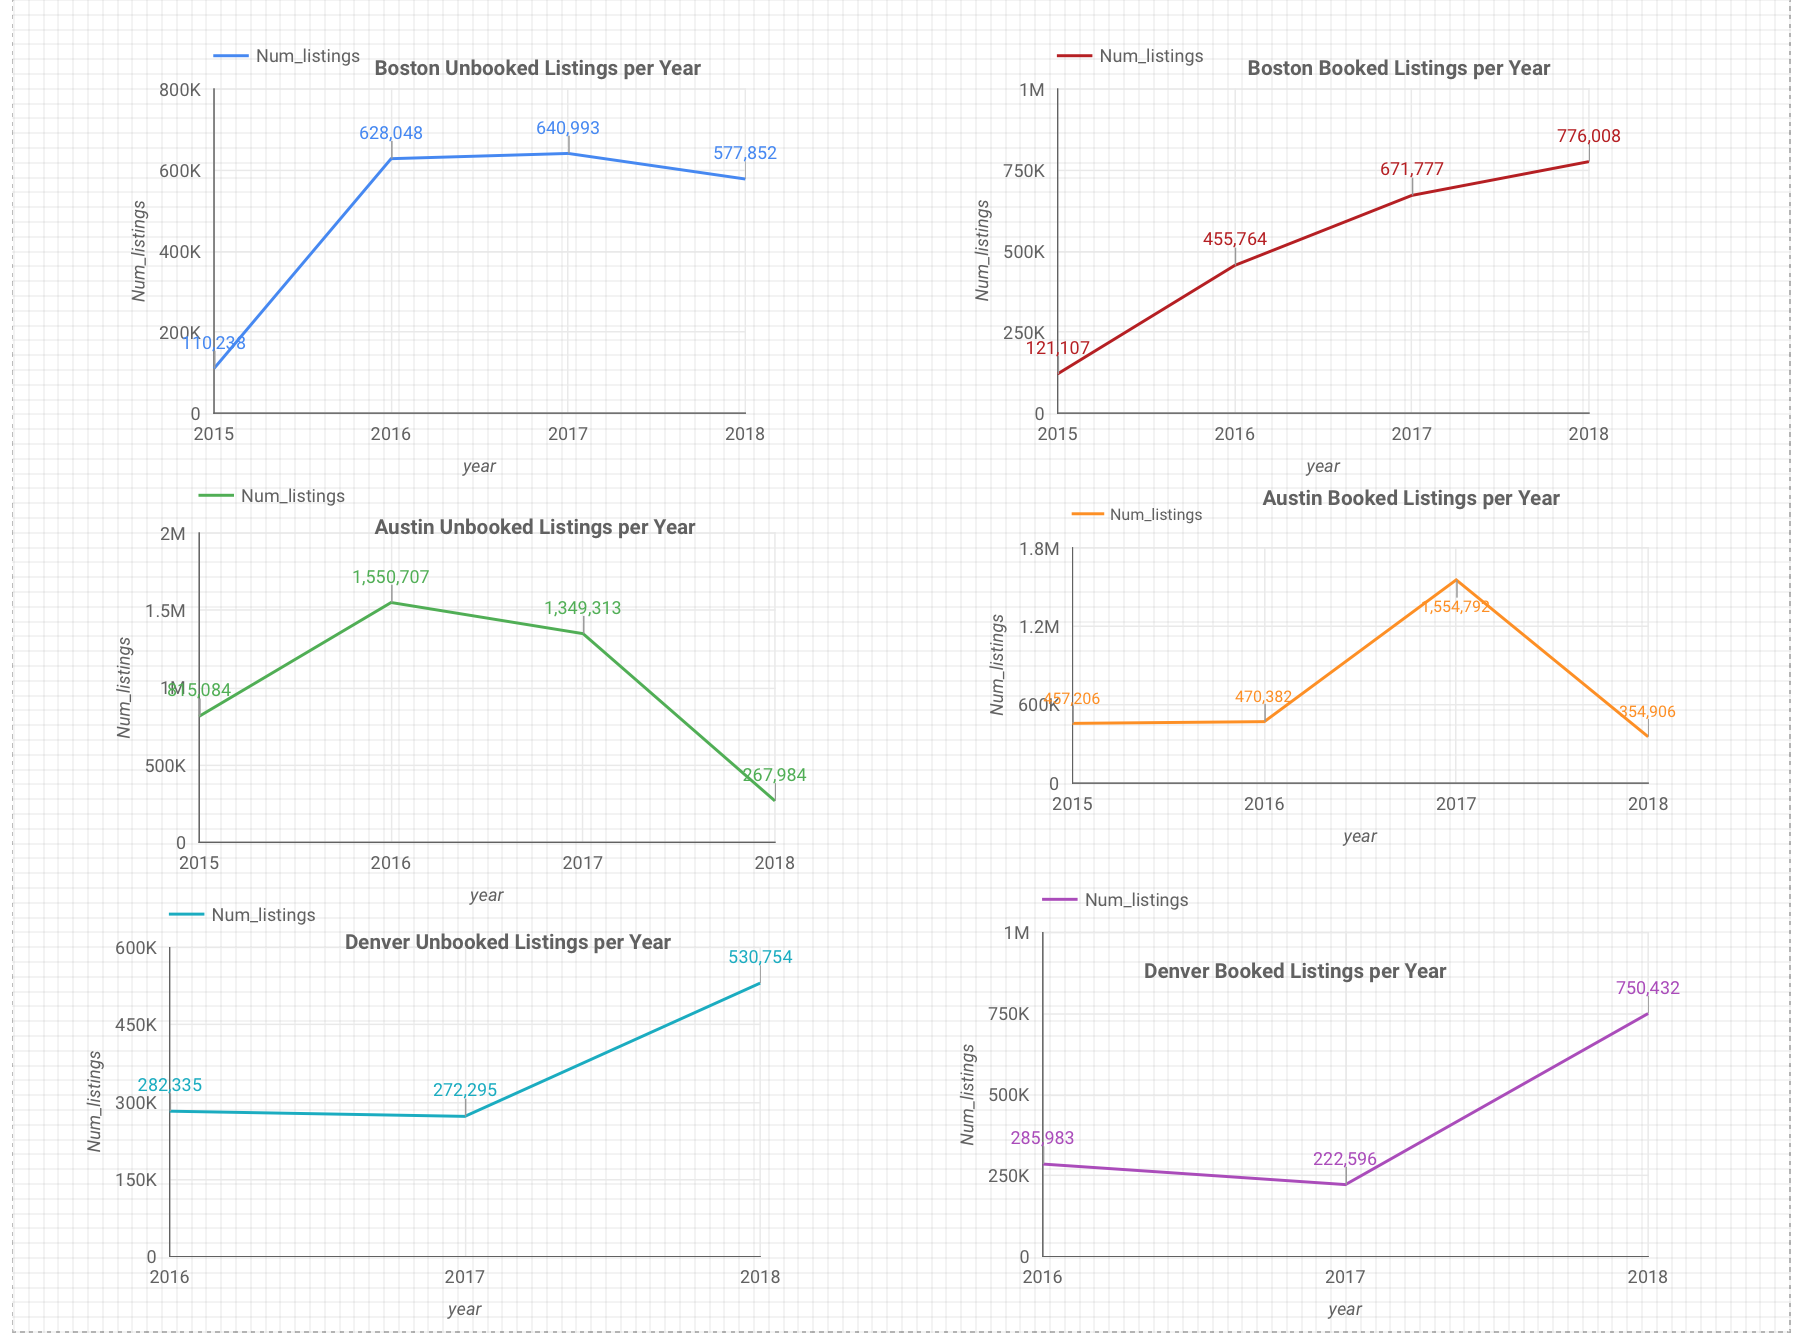 Num_listings
Boston Unbooked Listings per Year
800K
600K
400K
200K
0
Num_listings
110,238
628,048
640,993
577,852
2015 2016 2017 2018
year
Num_listings
Boston Booked Listings per Year
1M
750K
500K
250K
0
Num_listings
121,107
455,764
671,777
776,008
2015 2016 2017 2018
year
Num_listings
Austin Unbooked Listings per Year
2M
1.5M
1M
500K
0
Num_listings
815,084
1,550,707
1,349,313
267,984
2015 2016 2017 2018
year
Austin Booked Listings per Year
Num_listings
1.8M
1.2M
600K
0
Num_listings
457,206
470,382
1,554,792
354,906
2015 2016 2017 2018
year
Num_listings
Denver Unbooked Listings per Year
600K
450K
300K
150K
0
Num_listings
282,335
272,295
530,754
2016 2017 2018
year
Num_listings
Denver Booked Listings per Year
1M
750K
500K
250K
0
Num_listings
285,983
222,596
750,432
2016 2017 2018
year